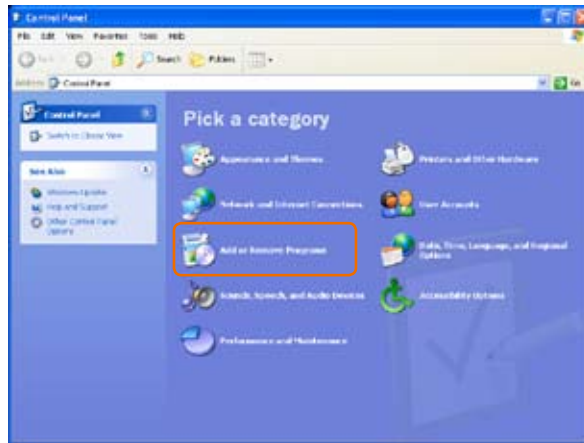 Control Panel
File Edit View Favorites Tools Help
Search Folders
Address Control Panel Go
Control Panel
Switch to Classic View
See Also
Windows Update
Help and Support
Other Control Panel
Options
Pick a category
Appearance and Themes
Printers and Other Hardware
Network and Internet Connections
User Accounts
Add or Remove Programs
Date, Time, Language, and Regional
Options
Sounds, Speech, and Audio Devices
Accessibility Options
Performance and Maintenance